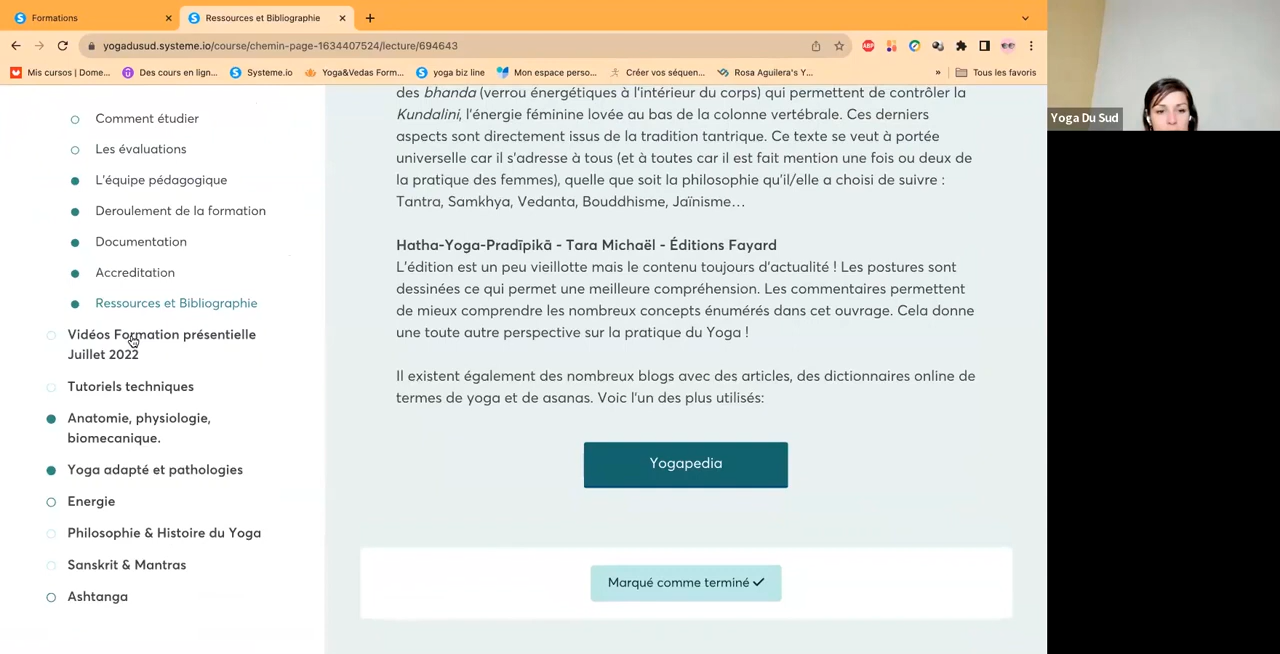 Formations
Ressources et Bibliographie
yogadusud.systeme.io/course/chemin-page-1634407524/lecture/694643
ABP
Mis cursos | Dome...
Des cours en lign...
Systeme.io
Yoga&Vedas Form...
yoga biz line
Mon espace perso...
Créer vos séquen...
Rosa Aguilera's Y...
»
Tous les favoris
Comment étudier
Les évaluations
L'équipe pédagogique
Deroulement de la formation
Documentation
Accreditation
Ressources et Bibliographie
Vidéos Formation présentielle
Juillet 2022
Tutoriels techniques
Anatomie, physiologie,
biomecanique.
Yoga adapté et pathologies
Energie
Philosophie & Histoire du Yoga
Sanskrit & Mantras
Ashtanga
des bhanda (verrou énergétiques à l'intérieur du corps) qui permettent de contrôler la
Kundalini, l'énergie féminine lovée au bas de la colonne vertébrale. Ces derniers
aspects sont directement issus de la tradition tantrique. Ce texte se veut à portée
universelle car il s'adresse à tous (et à toutes car il est fait mention une fois ou deux de
la pratique des femmes), quelle que soit la philosophie qu'il/elle a choisi de suivre :
Tantra, Samkhya, Vedanta, Bouddhisme, Jaïnisme...
Hatha-Yoga-Pradīpikā - Tara Michaël - Éditions Fayard
L'édition est un peu vieillotte mais le contenu toujours d'actualité ! Les postures sont
dessinées ce qui permet une meilleure compréhension. Les commentaires permettent
de mieux comprendre les nombreux concepts énumérés dans cet ouvrage. Cela donne
une toute autre perspective sur la pratique du Yoga !
Il existent également des nombreux blogs avec des articles, des dictionnaires online de
termes de yoga et de asanas. Voic l'un des plus utilisés:
Yogapedia
Marqué comme terminé ✓
Yoga Du Sud